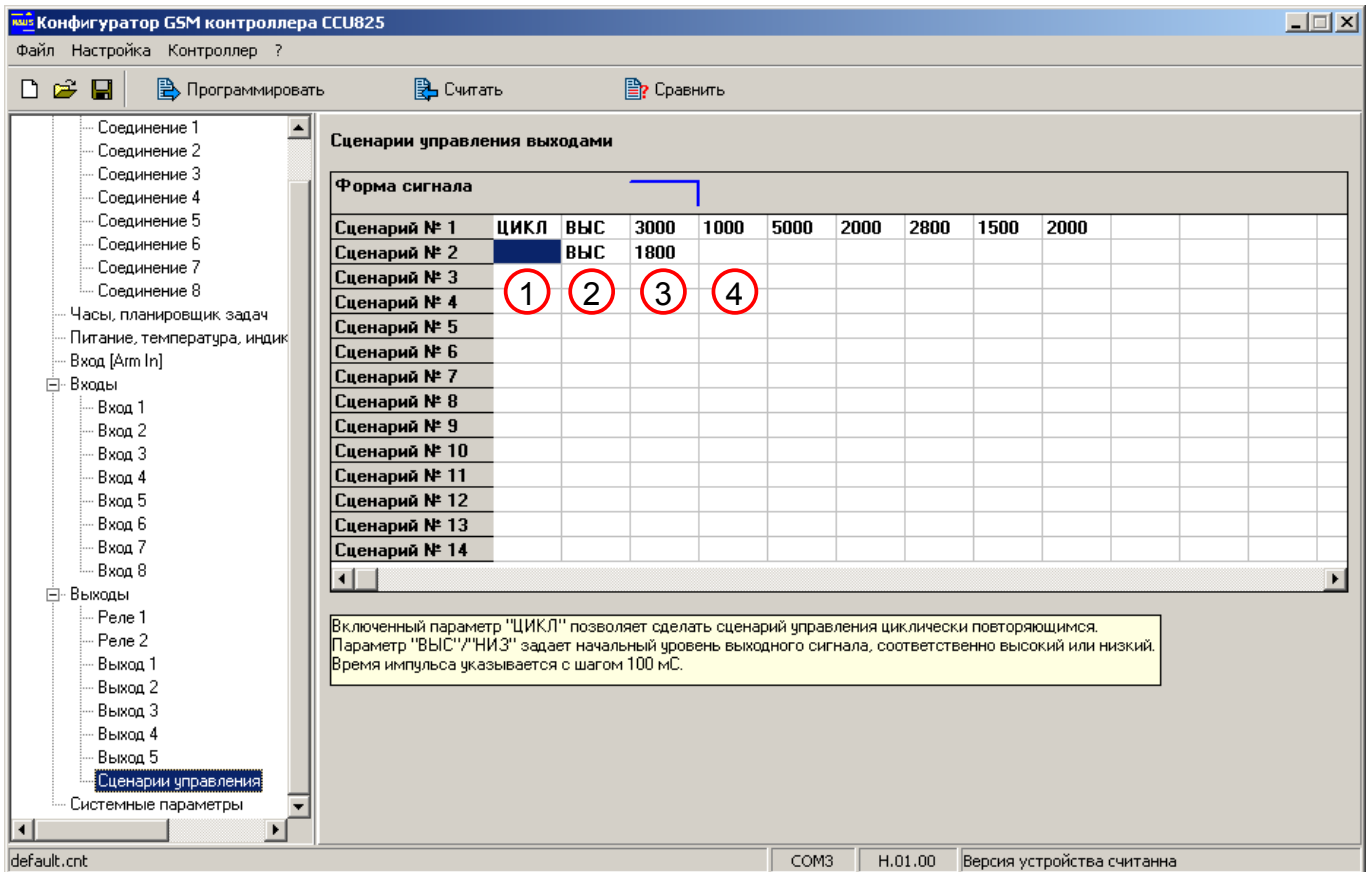 Конфигуратор GSM контроллера CCU825
Файл Настройка Контроллер ?
Программировать Считать Сравнить
Соединение 1
Соединение 2
Соединение 3
Соединение 4
Соединение 5
Соединение 6
Соединение 7
Соединение 8
Часы, планировщик задач
Питание, температура, индик
Вход [Arm In]
Входы
Вход 1
Вход 2
Вход 3
Вход 4
Вход 5
Вход 6
Вход 7
Вход 8
Выходы
Реле 1
Реле 2
Выход 1
Выход 2
Выход 3
Выход 4
Выход 5
Сценарии управления
Системные параметры
Сценарии управления выходами
Форма сигнала
Сценарий № 1 ЦИКЛ ВЫС 3000 1000 5000 2000 2800 1500 2000
Сценарий № 2 ВЫС 1800
Сценарий № 3
1 2 3 4
Сценарий № 4
Сценарий № 5
Сценарий № 6
Сценарий № 7
Сценарий № 8
Сценарий № 9
Сценарий № 10
Сценарий № 11
Сценарий № 12
Сценарий № 13
Сценарий № 14
Включенный параметр "ЦИКЛ" позволяет сделать сценарий управления циклически повторяющимся.
Параметр "ВЫС"/"НИЗ" задает начальный уровень выходного сигнала, соответственно высокий или низкий.
Время импульса указывается с шагом 100 мС.
default.cnt COM3 H.01.00 Версия устройства считанна